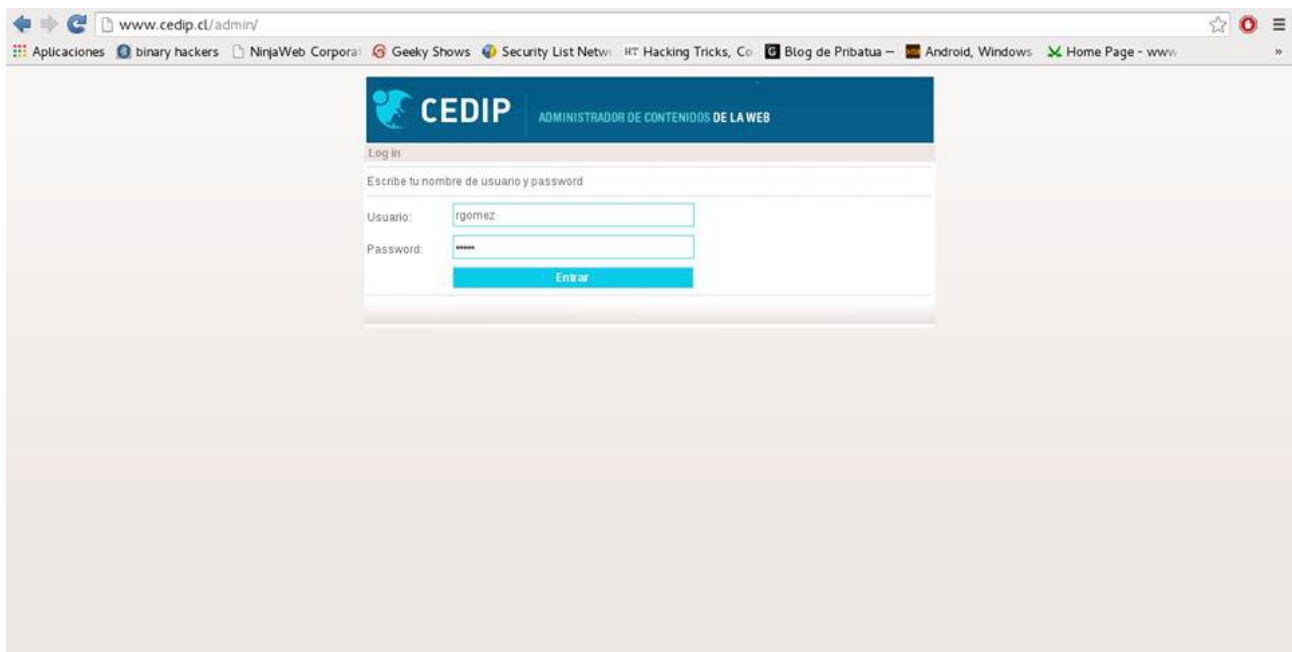 www.cedip.cl/admin/
Aplicaciones binary hackers NinjaWeb Corpora Geeky Shows Security List Netw HT Hacking Tricks, Co G Blog de Pribatua – Android, Windows Home Page - www. »
CEDIP ADMINISTRADOR DE CONTENIDOS DE LA WEB
Log in
Escribe tu nombre de usuario y password
Usuario: rgomez
Password: •••••
Entrar